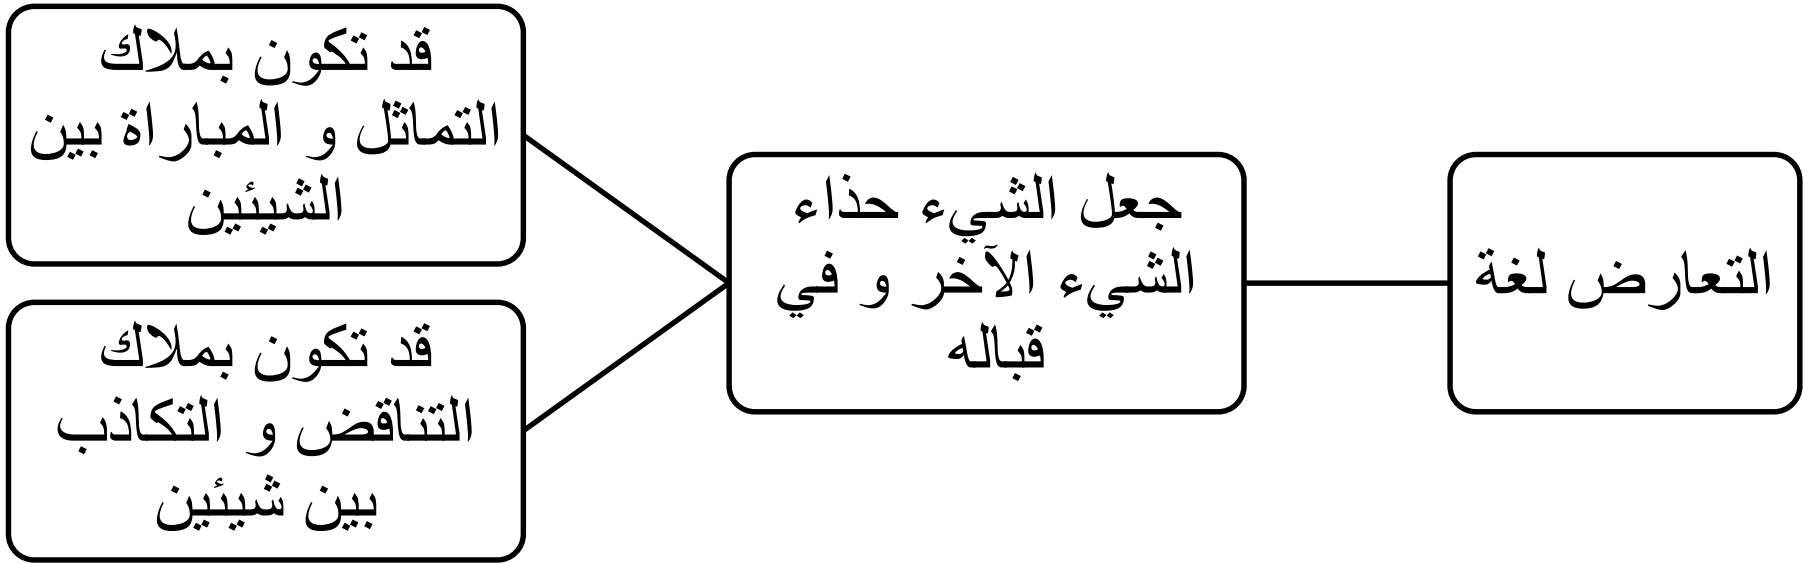 التعارض لغة
جعل الشيء حذاء
الشيء الآخر و في
قباله
قد تكون بملاك
التماثل و المباراة بين
الشيئين
قد تكون بملاك
التناقض و التكاذب
بين شيئين